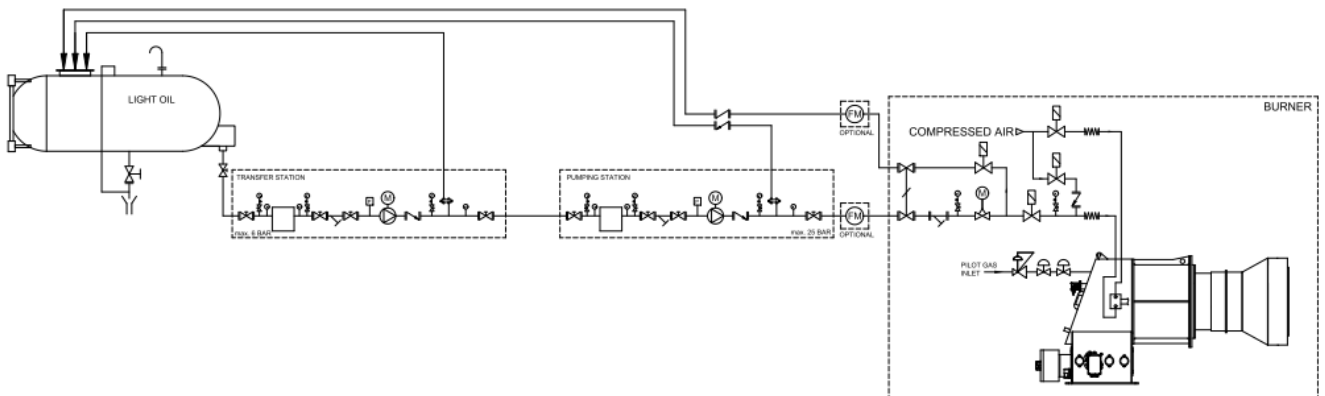 LIGHT OIL
TRANSFER STATION
M
max. 6 BAR
PUMPING STATION
M
max. 25 BAR
FM
OPTIONAL
FM
OPTIONAL
BURNER
COMPRESSED AIR
M
PILOT GAS
INLET